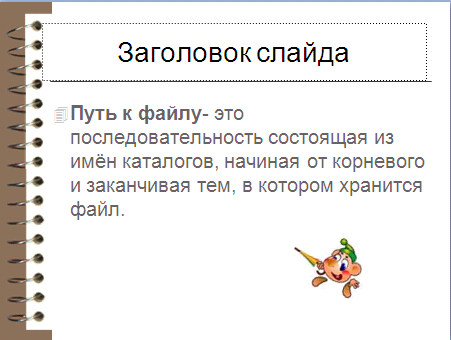 Заголовок слайда
Путь к файлу- это
последовательность состоящая из
имён каталогов, начиная от корневого
и заканчивая тем, в котором хранится
файл.